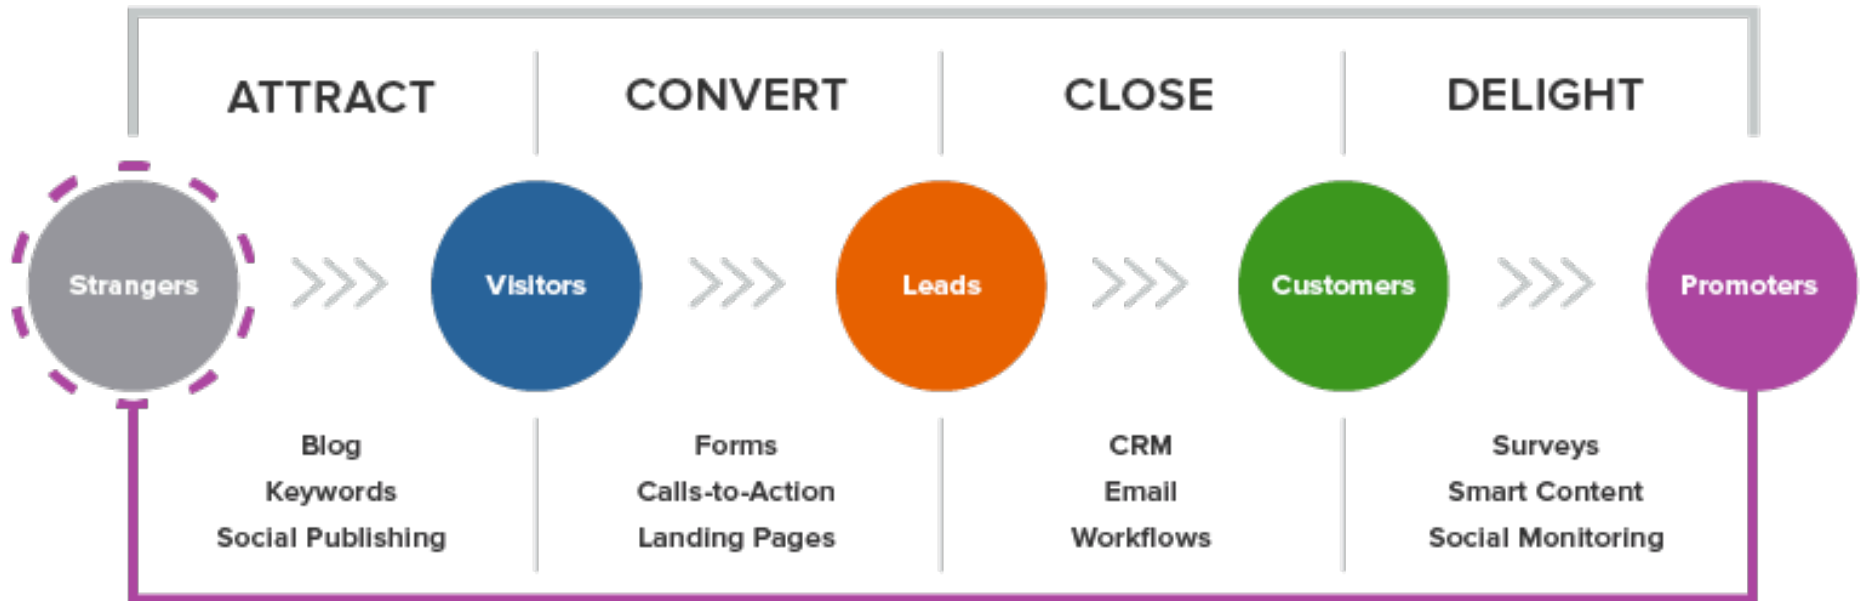 ATTRACT
CONVERT
CLOSE
DELIGHT
Strangers
Visitors
Leads
Customers
Promoters
Blog
Keywords
Social Publishing
Forms
Calls-to-Action
Landing Pages
CRM
Email
Workflows
Surveys
Smart Content
Social Monitoring